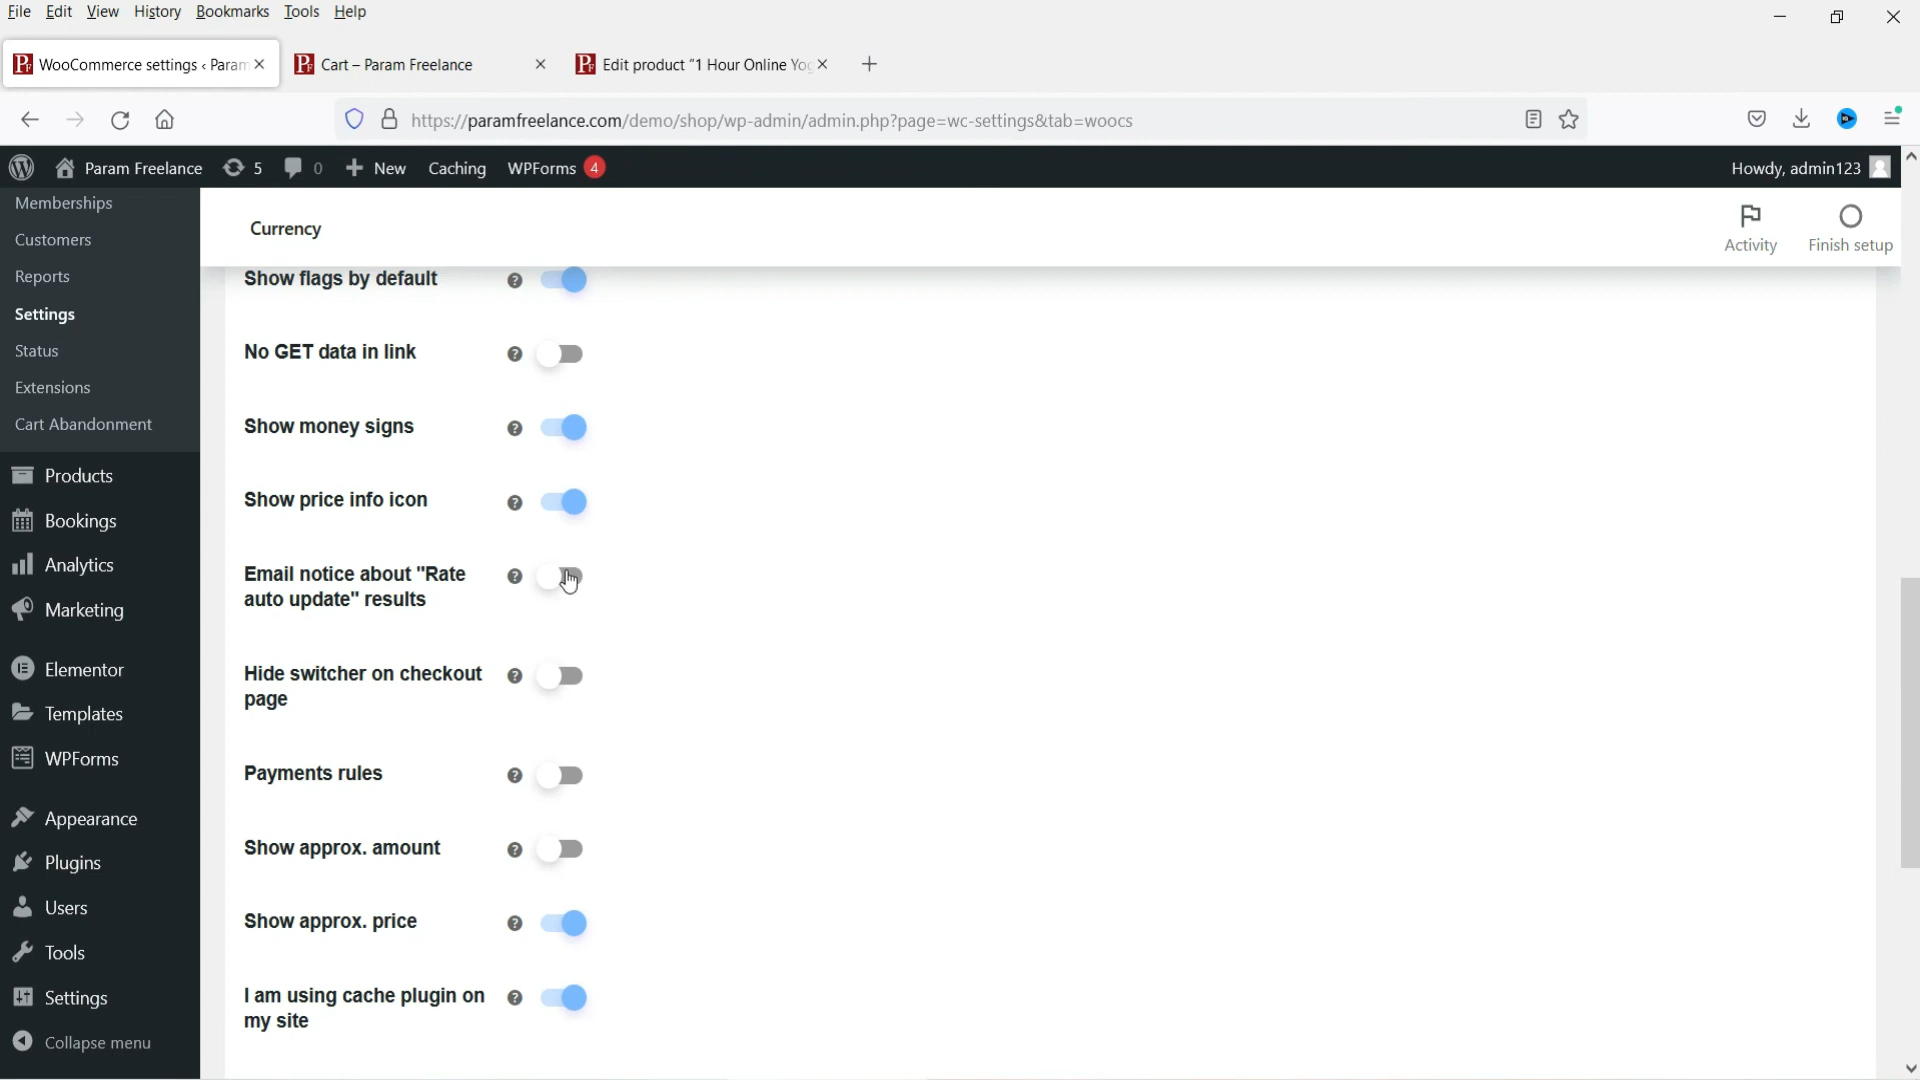 File Edit View History Bookmarks Tools Help
WooCommerce settings ‹ Param
Cart – Param Freelance
Edit product "1 Hour Online Yog
https://paramfreelance.com/demo/shop/wp-admin/admin.php?page=wc-settings&tab=woocs
Param Freelance 5 0 New Caching WPForms 4
Howdy, admin123
Memberships
Customers
Reports
Settings
Status
Extensions
Cart Abandonment
Products
Bookings
Analytics
Marketing
Elementor
Templates
WPForms
Appearance
Plugins
Users
Tools
Settings
Collapse menu
Currency
Activity
Finish setup
Show flags by default
No GET data in link
Show money signs
Show price info icon
Email notice about "Rate
auto update" results
Hide switcher on checkout
page
Payments rules
Show approx. amount
Show approx. price
I am using cache plugin on
my site